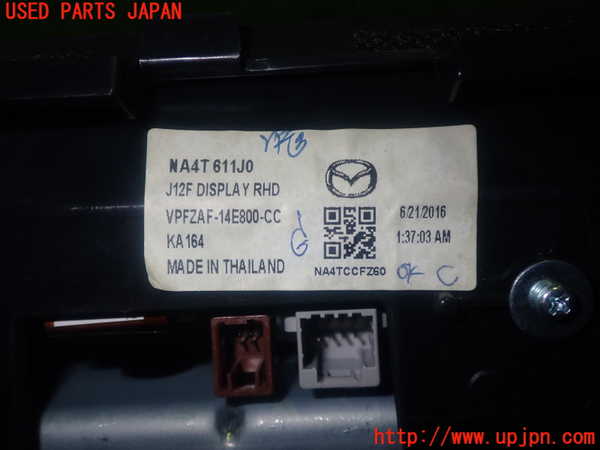 USED PARTS JAPAN
NA4T 611J0
J12F DISPLAY RHD
VPFZAF-14E800-CC
KA164
MADE IN THAILAND
6/21/2016
1:37:03 AM
NA4TCCFZ60
OK C
G
http://www.upjpn.com/